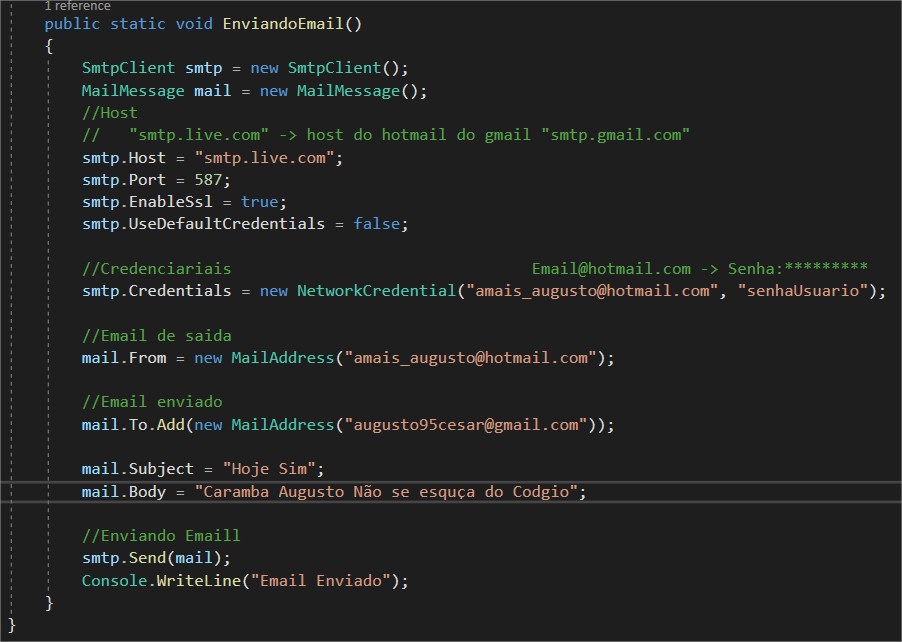 1 reference
public static void EnviandoEmail()
{
SmtpClient smtp = new SmtpClient();
MailMessage mail = new MailMessage();
//Host
//   "smtp.live.com" -> host do hotmail do gmail "smtp.gmail.com"
smtp.Host = "smtp.live.com";
smtp.Port = 587;
smtp.EnableSsl = true;
smtp.UseDefaultCredentials = false;
//Credenciariais                                Email@hotmail.com -> Senha:*********
smtp.Credentials = new NetworkCredential("amais_augusto@hotmail.com", "senhaUsuario");
//Email de saida
mail.From = new MailAddress("amais_augusto@hotmail.com");
//Email enviado
mail.To.Add(new MailAddress("augusto95cesar@gmail.com"));
mail.Subject = "Hoje Sim";
mail.Body = "Caramba Augusto Não se esquça do Codgio";
//Enviando Emaill
smtp.Send(mail);
Console.WriteLine("Email Enviado");
}
}